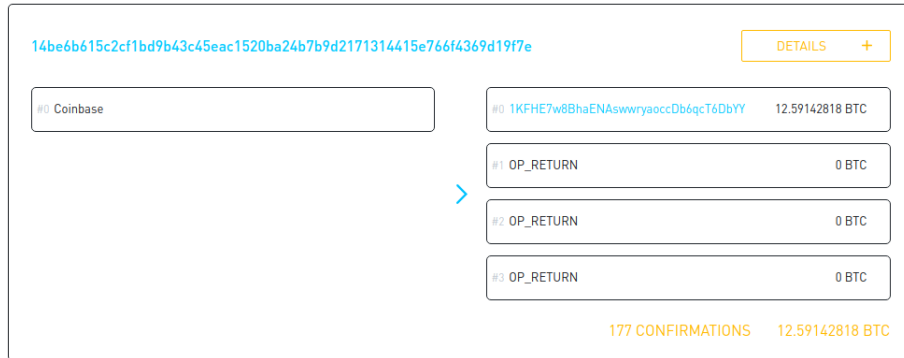 14be6b615c2cf1bd9b43c45eac1520ba24b7b9d2171314415e766f4369d19f7e
DETAILS +
#0 Coinbase
#0 1KFHE7w8BhaENAswwryaoccDb6qcT6DbYY 12.59142818 BTC
#1 OP_RETURN 0 BTC
#2 OP_RETURN 0 BTC
#3 OP_RETURN 0 BTC
177 CONFIRMATIONS 12.59142818 BTC